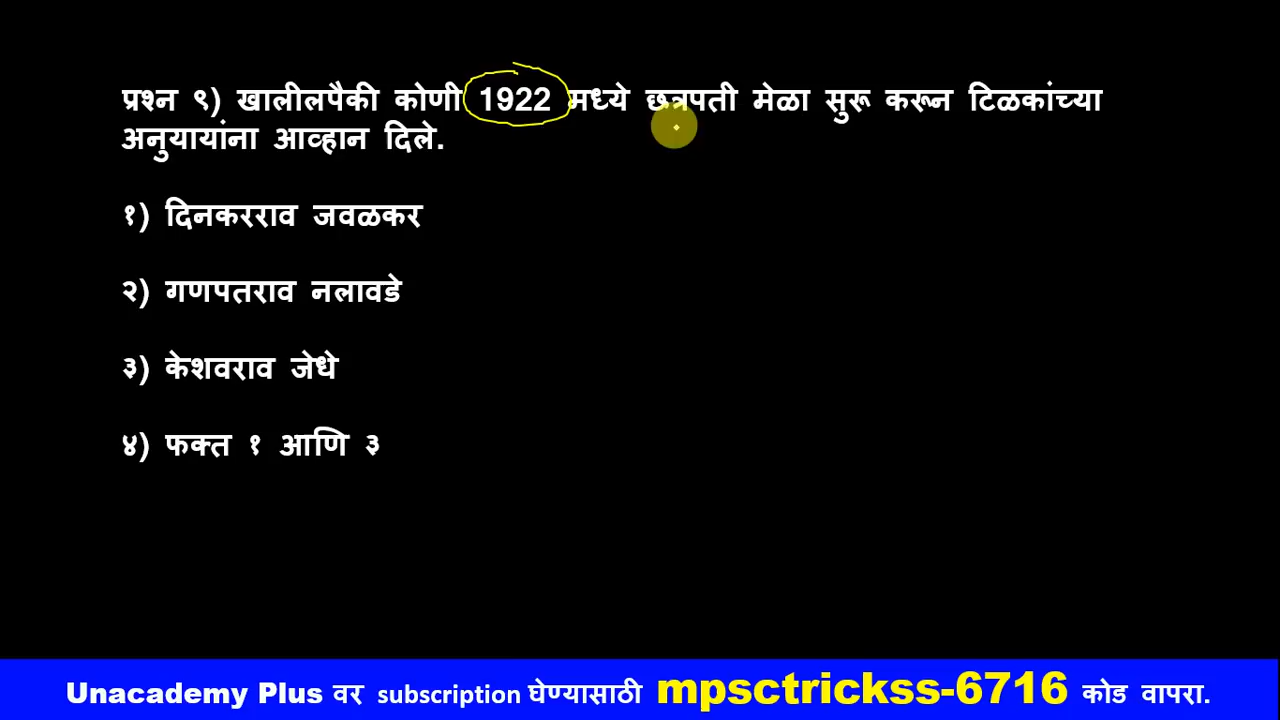 प्रश्न ९) खालीलपैकी कोणी 1922 मध्ये छत्रपती मेळा सुरू करून टिळकांच्या
अनुयायांना आव्हान दिले.
१) दिनकरराव जवळकर
२) गणपतराव नलावडे
३) केशवराव जेधे
४) फक्त १ आणि ३
Unacademy Plus वर subscription घेण्यासाठी mpsctrickss-6716 कोड वापरा.